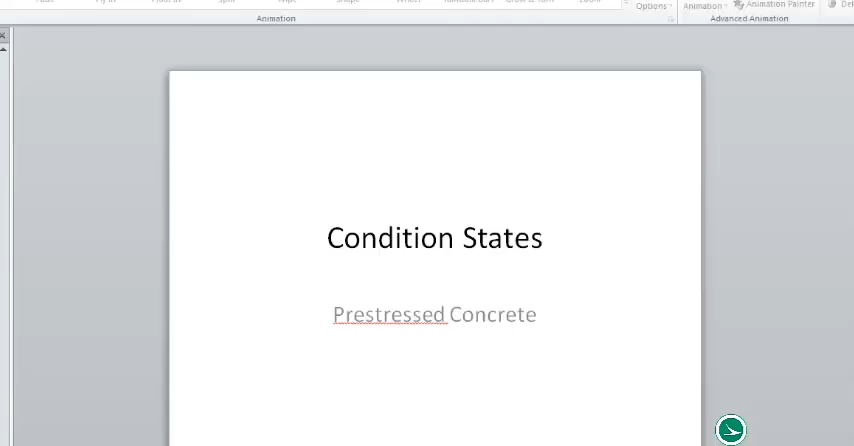 Options
Animation
Animation Painter
Animation
Advanced Animation
Condition States
Prestressed Concrete